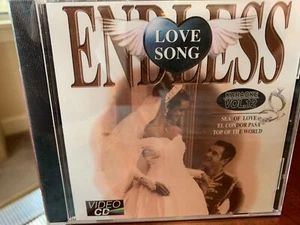 ENDLESS
LOVE
SONG
KARAOKE
VOL.12
SEA OF LOVE
EL CONDOR PASA
TOP OF THE WORLD
VIDEO
CD